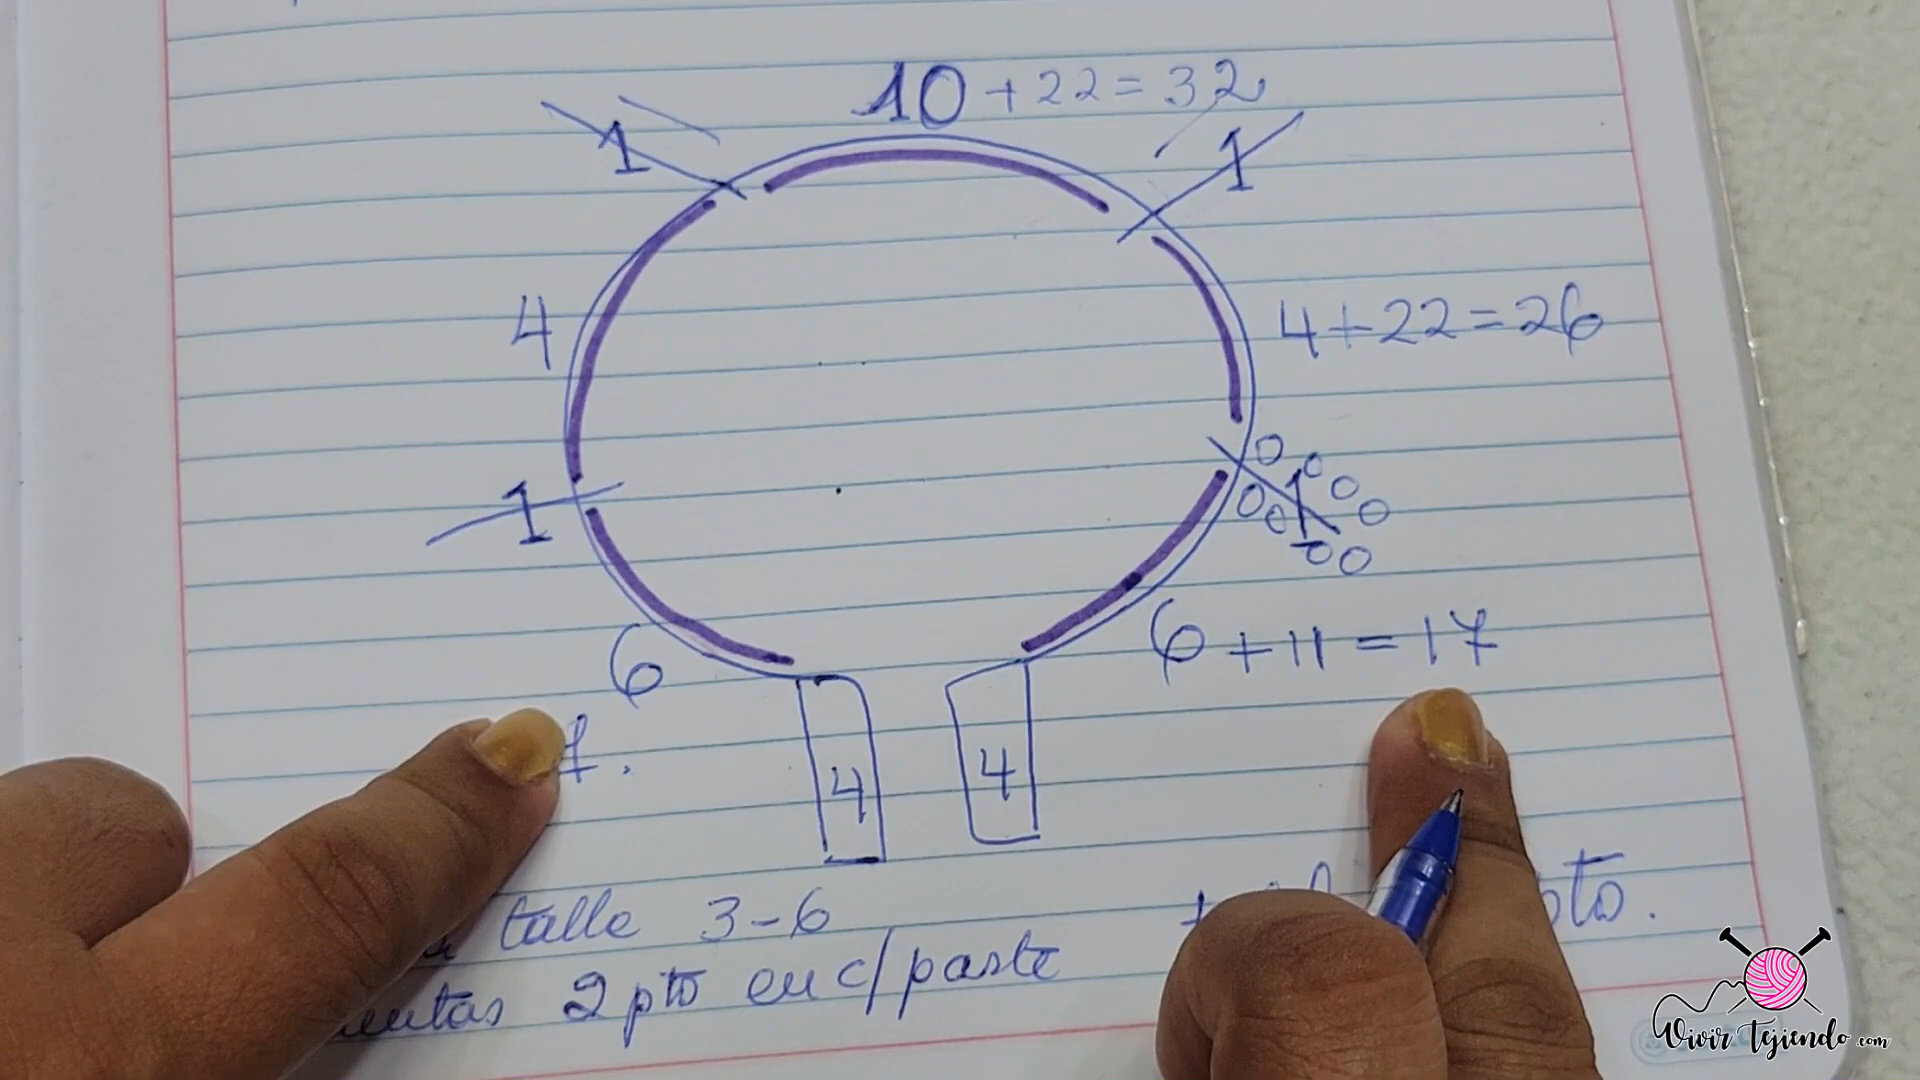 10 + 22 = 32
1
1
4
4 + 22 = 26
1
1
6
6 + 11 = 17
4
4
talle 3-6
pto.
2 pto en c/parte
Vivir Tejiendo.com